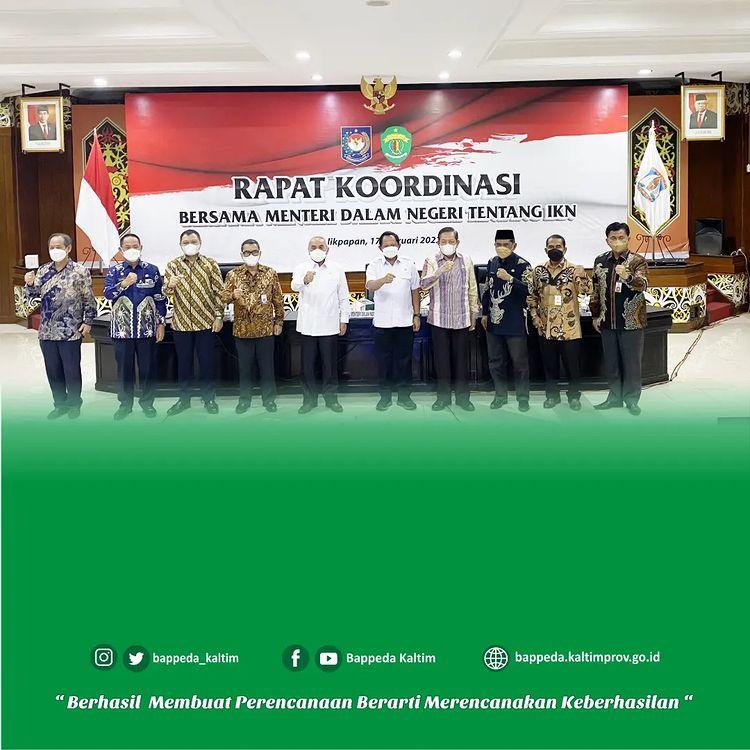 RAPAT KOORDINASI
BERSAMA MENTERI DALAM NEGERI TENTANG IKN
bappeda_kaltim
Bappeda Kaltim
bappeda.kaltimprov.go.id
“ Berhasil Membuat Perencanaan Berarti Merencanakan Keberhasilan “